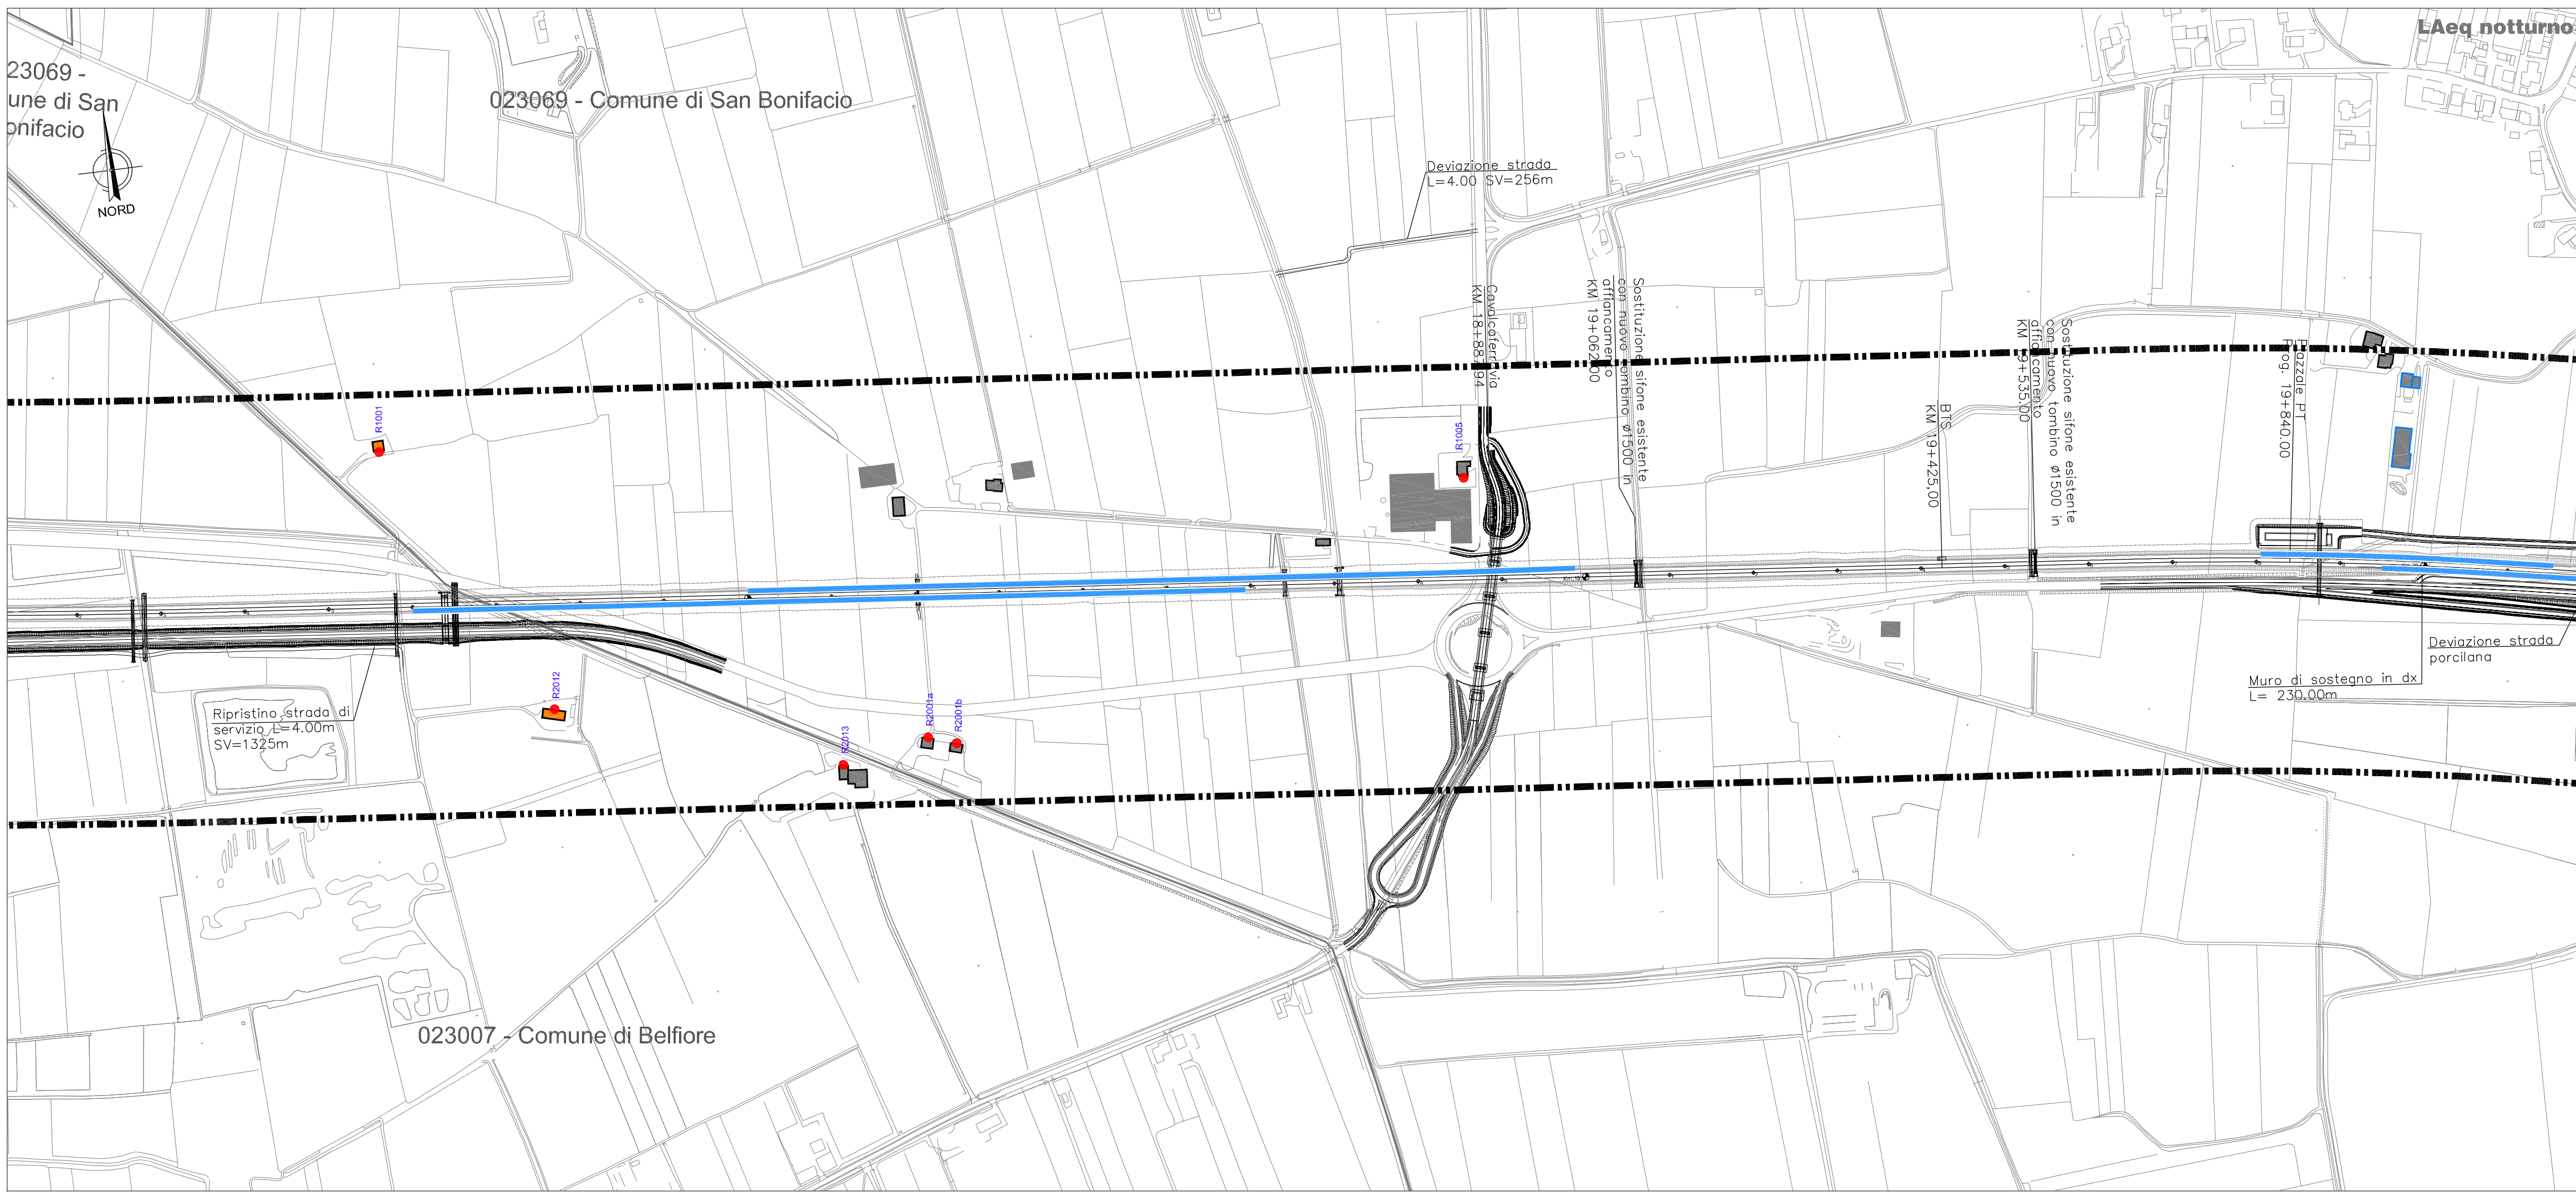 LAeq notturno
23069 -
une di San
onifacio
NORD
023069 - Comune di San Bonifacio
Deviazione strada
L=4.00 SV=256m
Cavalcaferrovia
Sostituzione sifone esistente
con nuovo tombino ø1500 in
affiancamento
KM 19+062.00
BTS
KM 19+425,00
Sostituzione sifone esistente
con nuovo tombino ø1500 in
affiancamento
KM 19+535.00
Piazzale PT
Prog. 19+840.00
R1001
R1005
R2012
R2013
R2001a
R2001b
Ripristino strada di
servizio L=4.00m
SV=1325m
Deviazione strada
porcilana
Muro di sostegno in dx
L= 230.00m
023007 - Comune di Belfiore